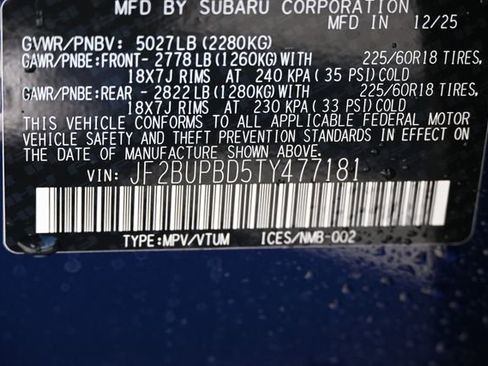 MFD BY SUBARU CORPORATION
MFD IN 12/25
GVWR/PNBV: 5027LB (2280KG)
GAWR/PNBE:FRONT- 2778 LB (1260KG)WITH 225/60R18 TIRES,
18X7J RIMS AT 240 KPA ( 35 PSI)COLD
GAWR/PNBE:REAR - 2822 LB (1280KG)WITH 225/60R18 TIRES,
18X7J RIMS AT 230 KPA ( 33 PSI)COLD
THIS VEHICLE CONFORMS TO ALL APPLICABLE FEDERAL MOTOR
VEHICLE SAFETY AND THEFT PREVENTION STANDARDS IN EFFECT ON
THE DATE OF MANUFACTURE SHOWN ABOVE.
VIN: JF2BUPBD5TY477181
TYPE:MPV/VTUM ICES/NMB-002